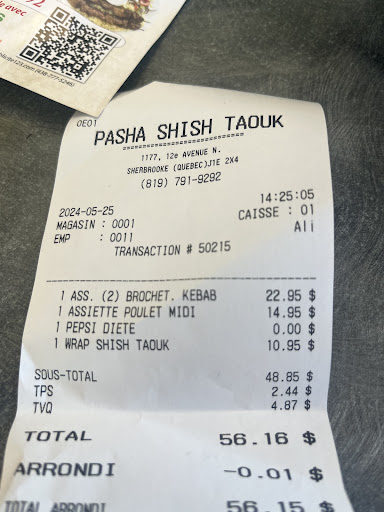 OE01
PASHA SHISH TAOUK
1177, 12e AVENUE N.
SHERBROOKE (QUEBEC)J1E 2X4
(819) 791-9292
14:25:05
2024-05-25 CAISSE : 01
MAGASIN : 0001 Ali
EMP : 0011
TRANSACTION # 50215
1 ASS. (2) BROCHET. KEBAB 22.95 $
1 ASSIETTE POULET MIDI 14.95 $
1 PEPSI DIETE 0.00 $
1 WRAP SHISH TAOUK 10.95 $
SOUS-TOTAL 48.85 $
TPS 2.44 $
TVQ 4.87 $
TOTAL 56.16 $
ARRONDI -0.01 $
TOTAL ARRONDI 56.15 $